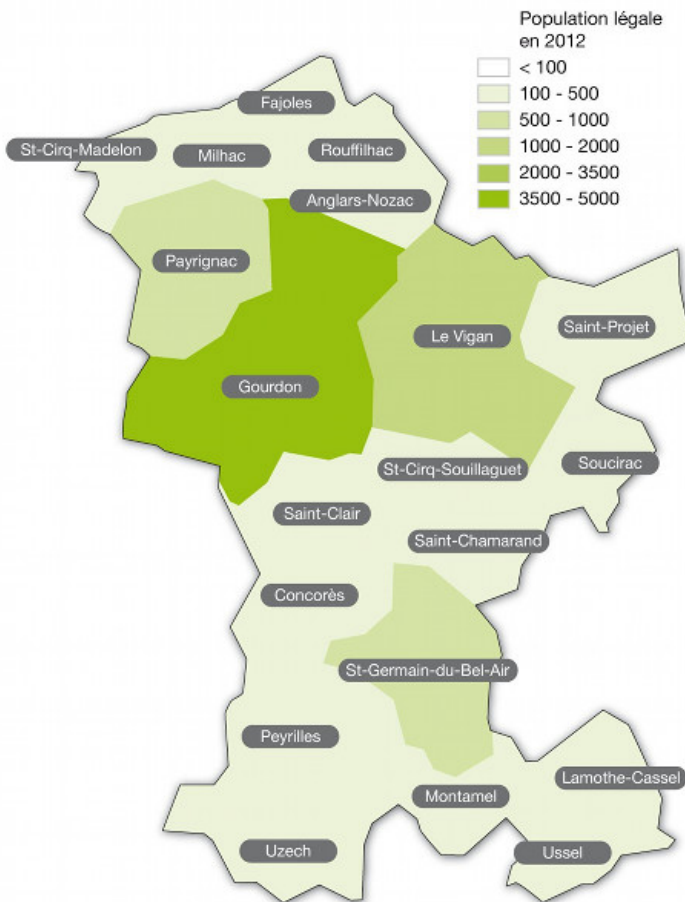 Population légale
en 2012
< 100
100 - 500
500 - 1000
1000 - 2000
2000 - 3500
3500 - 5000
Fajoles
St-Cirq-Madelon
Milhac
Rouffilhac
Anglars-Nozac
Payrignac
Saint-Projet
Le Vigan
Gourdon
St-Cirq-Souillaguet
Soucirac
Saint-Clair
Saint-Chamarand
Concorès
St-Germain-du-Bel-Air
Peyrilles
Lamothe-Cassel
Montamel
Uzech
Ussel